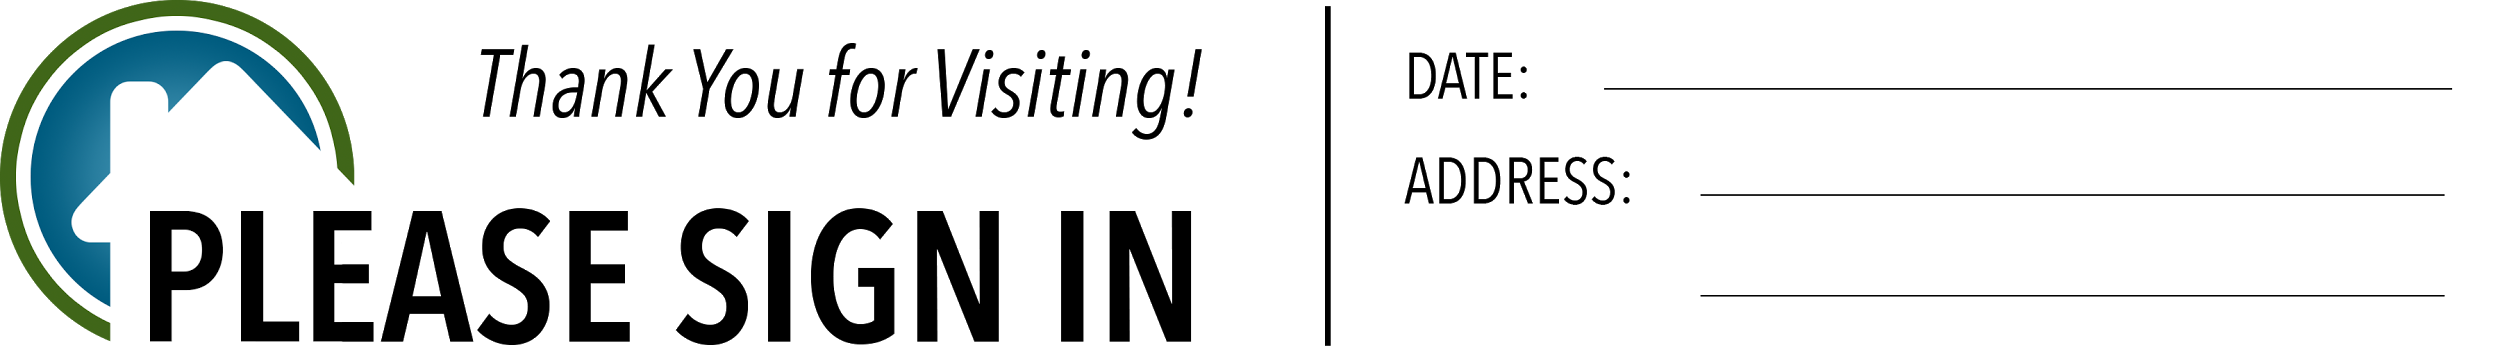 Thank You for Visiting!
PLEASE SIGN IN
DATE:
ADDRESS: